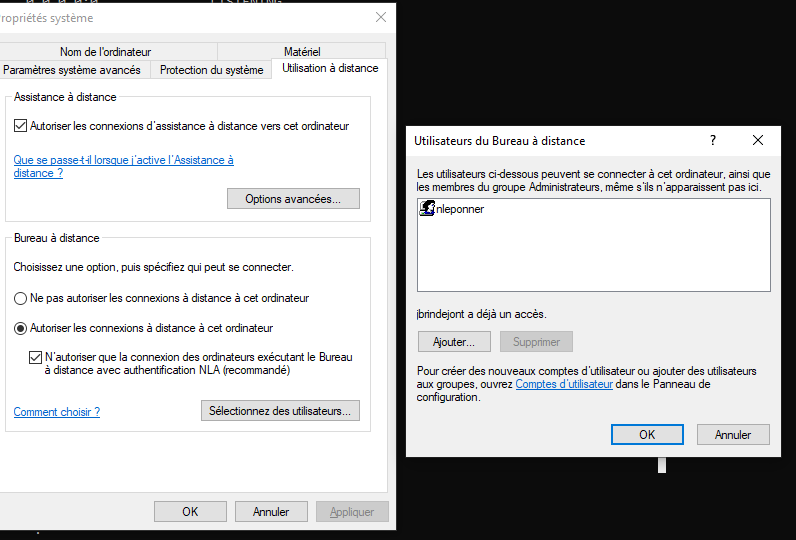 LISTENING
ropriétés système
Nom de l'ordinateur
Matériel
Paramètres système avancés
Protection du système
Utilisation à distance
Assistance à distance
Autoriser les connexions d'assistance à distance vers cet ordinateur
Que se passe-t-il lorsque j'active l'Assistance à
distance ?
Options avancées...
Bureau à distance
Choisissez une option, puis spécifiez qui peut se connecter.
Ne pas autoriser les connexions à distance à cet ordinateur
Autoriser les connexions à distance à cet ordinateur
N'autoriser que la connexion des ordinateurs exécutant le Bureau
à distance avec authentification NLA (recommandé)
Comment choisir ?
Sélectionnez des utilisateurs...
OK
Annuler
Appliquer
Utilisateurs du Bureau à distance
?
Les utilisateurs ci-dessous peuvent se connecter à cet ordinateur, ainsi que
les membres du groupe Administrateurs, même s'ils n'apparaissent pas ici.
nleponner
jbrindejont a déjà un accès.
Ajouter...
Supprimer
Pour créer des nouveaux comptes d'utilisateur ou ajouter des utilisateurs
aux groupes, ouvrez Comptes d'utilisateur dans le Panneau de
configuration.
OK
Annuler